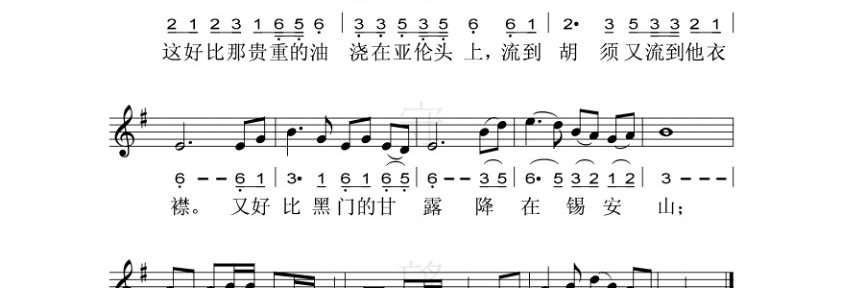 2 1 2 3 1 6 5 6 | 3 3 5 3 5 6 6 1 | 2· 3 5 3 3 2 1 |
这好比那贵重的油 浇在亚伦头上，流到 胡 须又流到他衣
6 - - 6 1 | 3· 1 6 1 6 5 | 6 - - 3 5 | 6· 5 3 2 1 2 | 3 - - - |
襟。 又好 比 黑门的甘 露 降 在 锡 安 山；